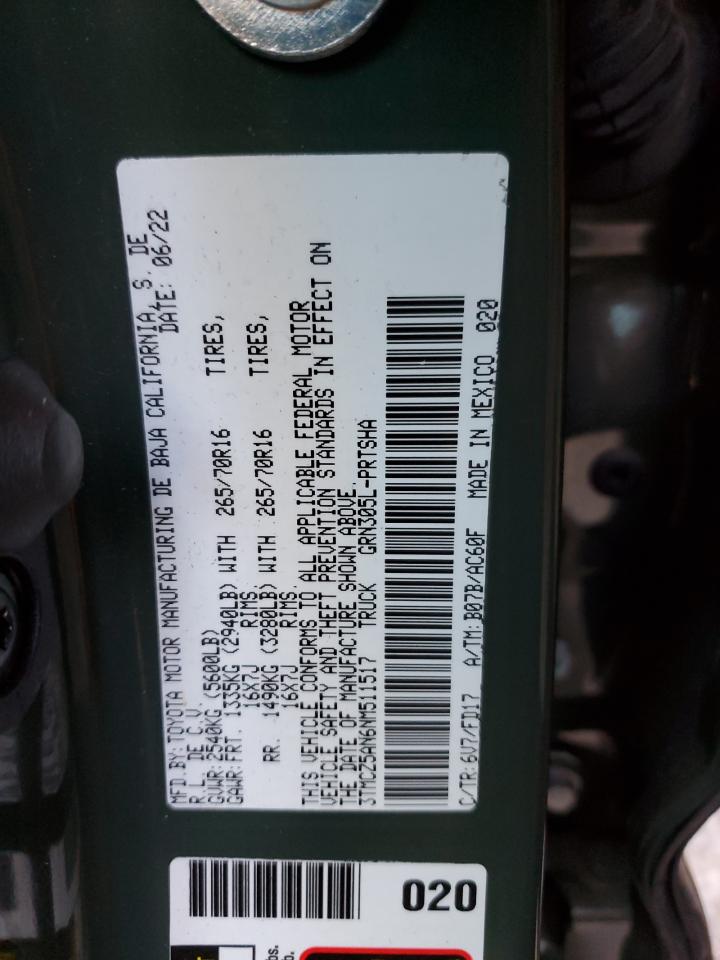 MFD.BY:TOYOTA MOTOR MANUFACTURING DE BAJA CALIFORNIA, S. DE
R.L. DE C.V. DATE: 06/22
GVWR:2540KG (5600LB)
GAWR:FRT. 1335KG (2940LB) WITH 265/70R16 TIRES,
16X7J RIMS.
RR. 1490KG (3280LB) WITH 265/70R16 TIRES,
16X7J RIMS.
THIS VEHICLE CONFORMS TO ALL APPLICABLE FEDERAL MOTOR
VEHICLE SAFETY AND THEFT PREVENTION STANDARDS IN EFFECT ON
THE DATE OF MANUFACTURE SHOWN ABOVE.
3TMCZ5AN6NM511517 TRUCK GRN305L-PRTSHA
C/TR:6V7/FD17 A/TM:B07B/AC60F MADE IN MEXICO 020
020